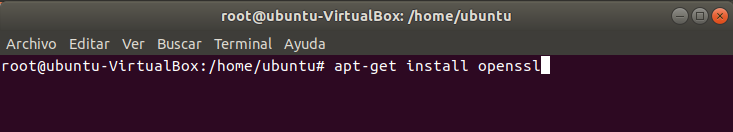 root@ubuntu-VirtualBox: /home/ubuntu
Archivo Editar Ver Buscar Terminal Ayuda
root@ubuntu-VirtualBox:/home/ubuntu# apt-get install openssl